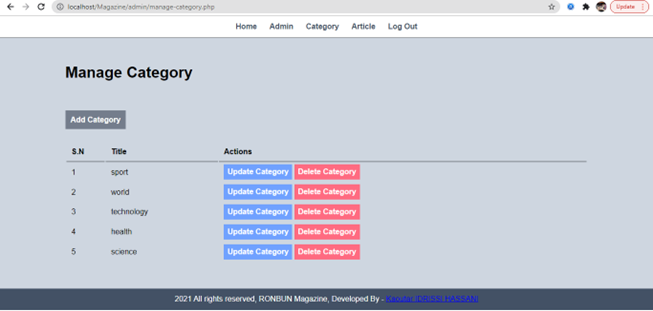 localhost/Magazine/admin/manage-category.php Update
Home Admin Category Article Log Out
Manage Category
Add Category
S.N Title Actions
1 sport Update Category Delete Category
2 world Update Category Delete Category
3 technology Update Category Delete Category
4 health Update Category Delete Category
5 science Update Category Delete Category
2021 All rights reserved, RONBUN Magazine, Developed By - Kaoutar IDRISSI HASSANI